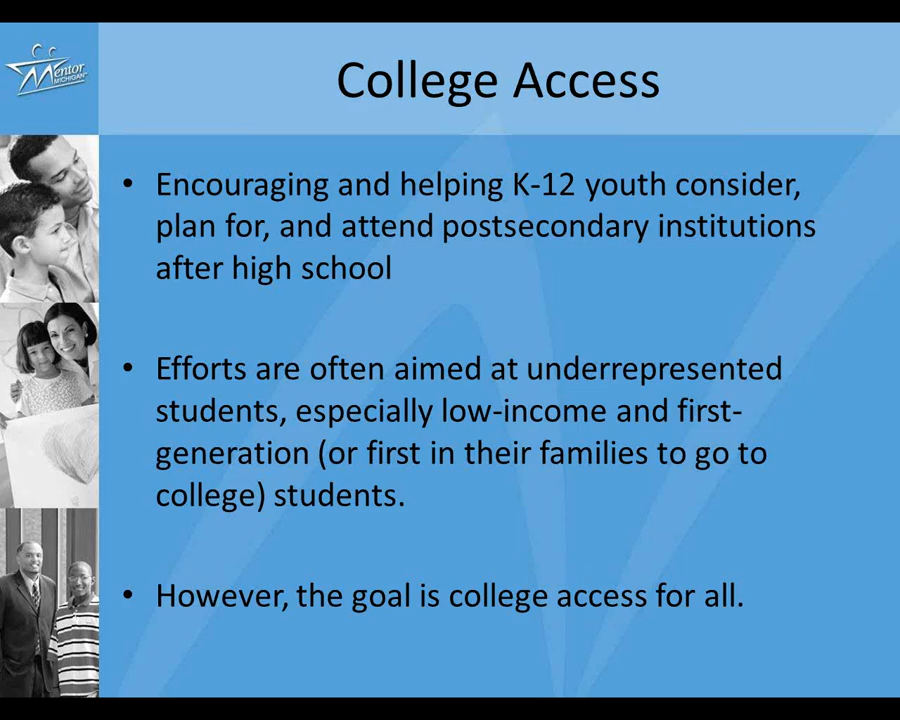 Mentor
MICHIGAN
College Access
• Encouraging and helping K-12 youth consider,
plan for, and attend postsecondary institutions
after high school
• Efforts are often aimed at underrepresented
students, especially low-income and first-
generation (or first in their families to go to
college) students.
• However, the goal is college access for all.